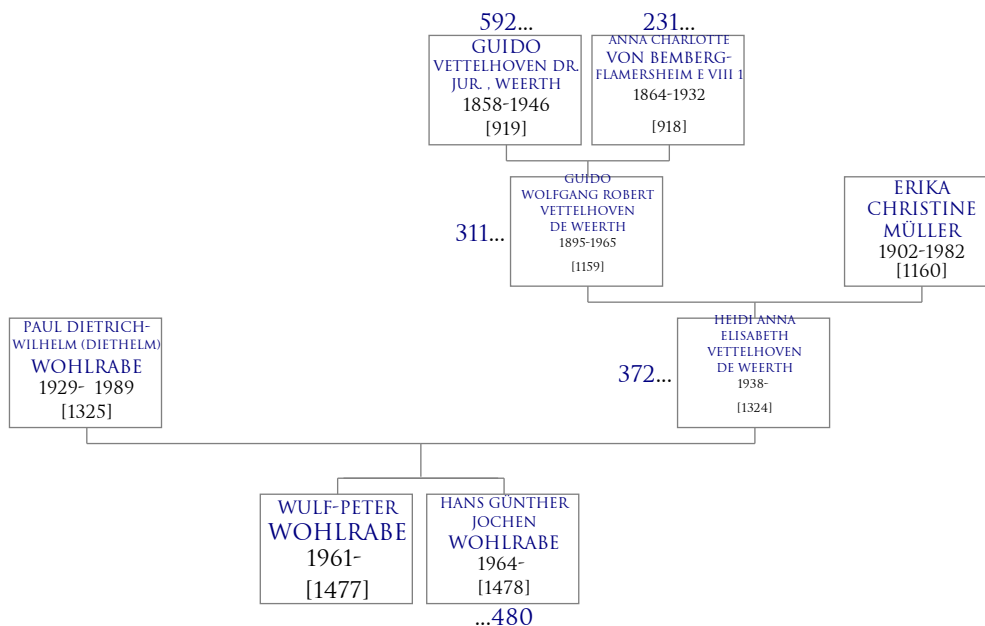 592...
GUIDO
VETTELHOVEN DR.
JUR. , WEERTH
1858-1946
[919]
231...
ANNA CHARLOTTE
VON BEMBERG-
FLAMERSHEIM E VIII 1
1864-1932
[918]
311...
GUIDO
WOLFGANG ROBERT
VETTELHOVEN
DE WEERTH
1895-1965
[1159]
ERIKA
CHRISTINE
MÜLLER
1902-1982
[1160]
PAUL DIETRICH-
WILHELM (DIETHELM)
WOHLRABE
1929- 1989
[1325]
372...
HEIDI ANNA
ELISABETH
VETTELHOVEN
DE WEERTH
1938-
[1324]
WULF-PETER
WOHLRABE
1961-
[1477]
HANS GÜNTHER
JOCHEN
WOHLRABE
1964-
[1478]
...480